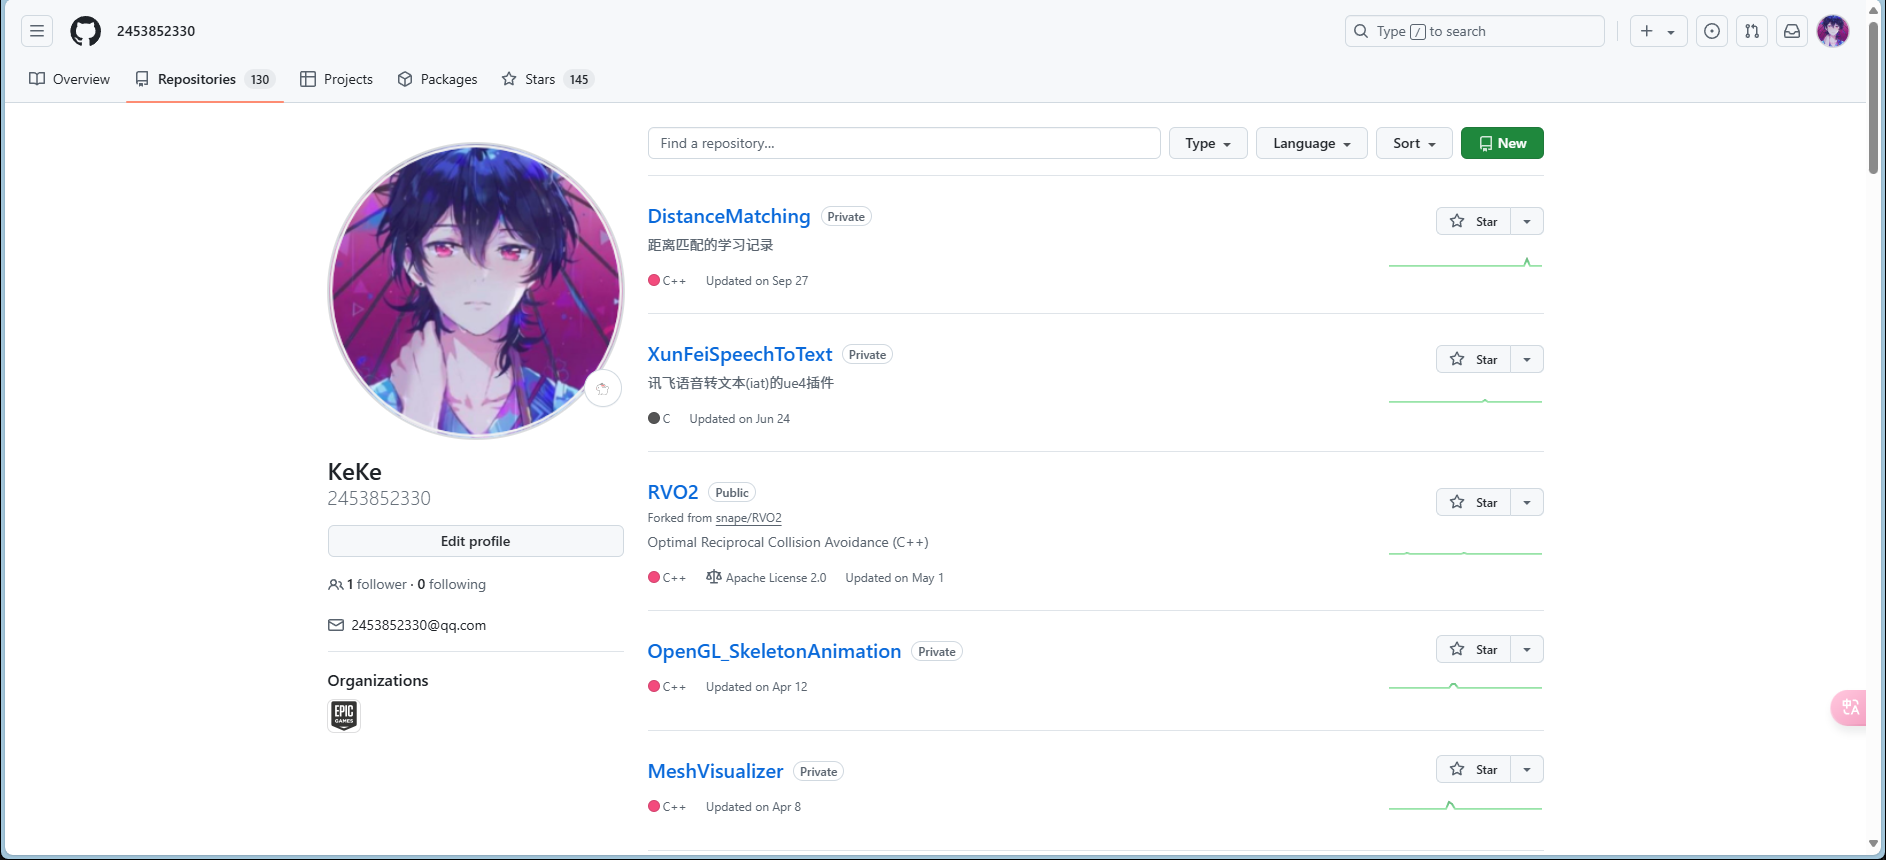 2453852330
Type / to search
Overview
Repositories 130
Projects
Packages
Stars 145
KeKe
2453852330
Edit profile
1 follower · 0 following
2453852330@qq.com
Organizations
EPIC
GAMES
Find a repository...
Type
Language
Sort
New
DistanceMatching Private
Star
距离匹配的学习记录
C++ Updated on Sep 27
XunFeiSpeechToText Private
Star
讯飞语音转文本(iat)的ue4插件
C Updated on Jun 24
RVO2 Public
Star
Forked from snape/RVO2
Optimal Reciprocal Collision Avoidance (C++)
C++ Apache License 2.0 Updated on May 1
OpenGL_SkeletonAnimation Private
Star
C++ Updated on Apr 12
MeshVisualizer Private
Star
C++ Updated on Apr 8
中A